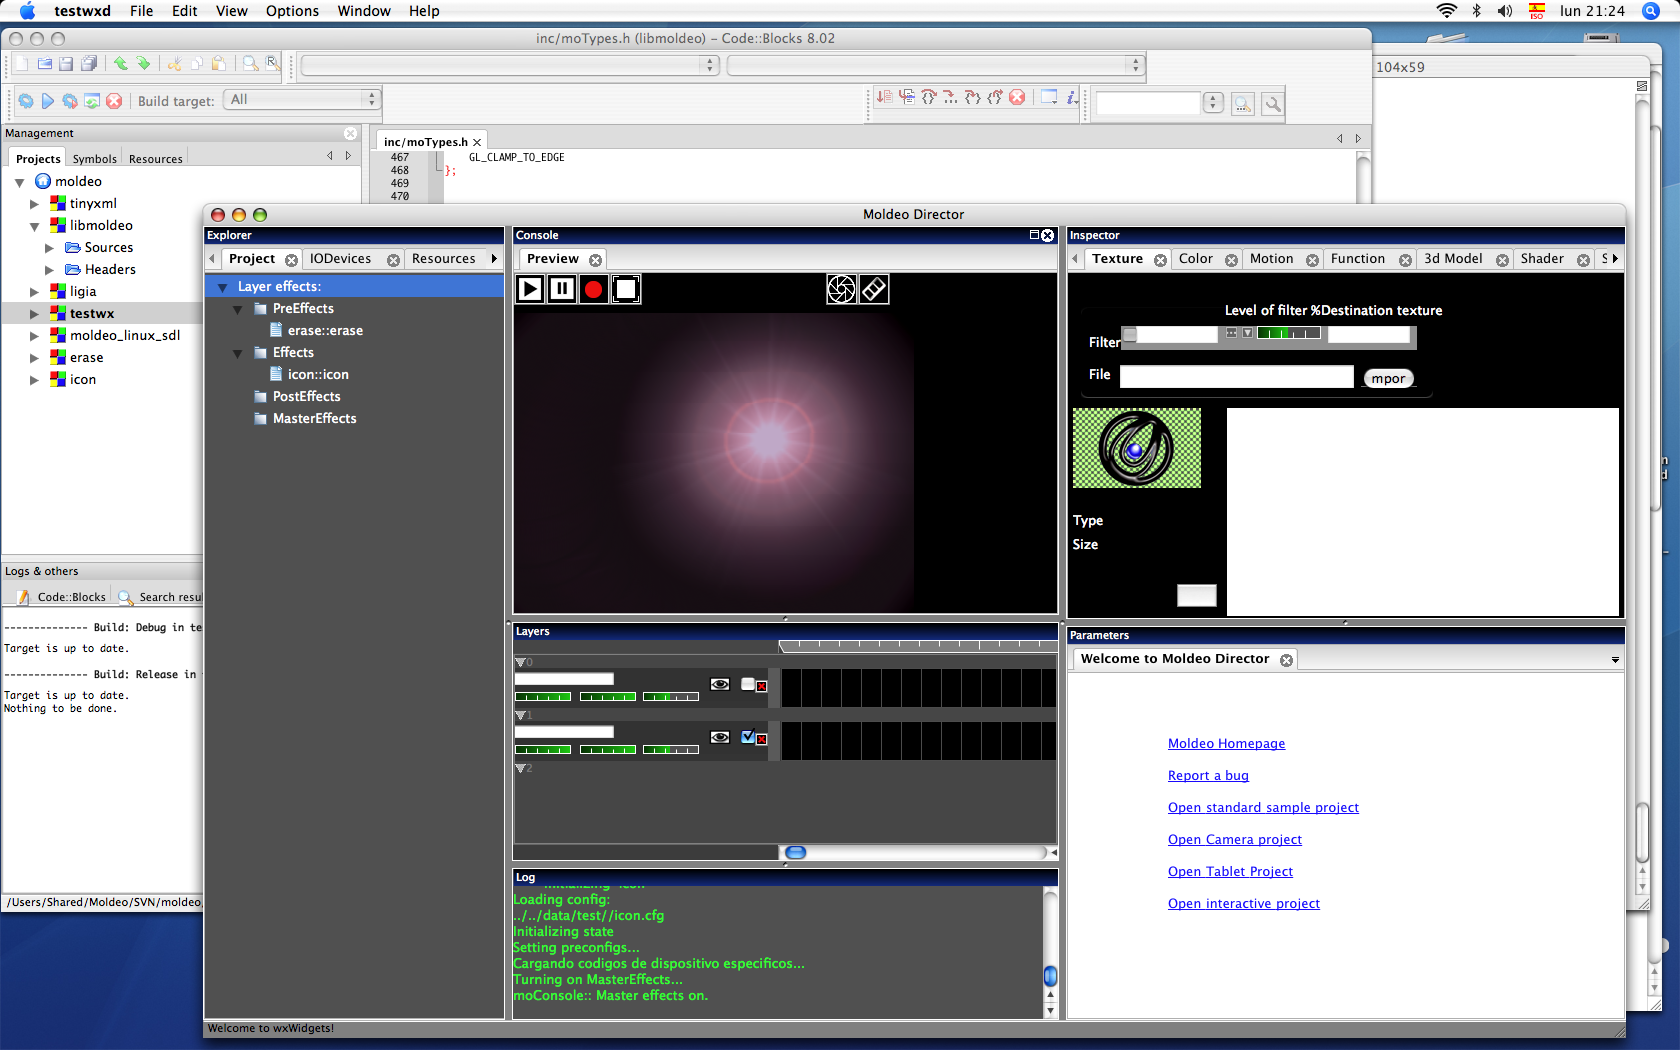 testwxd File Edit View Options Window Help
ISO
lun 21:24
inc/moTypes.h (libmoldeo) – Code::Blocks 8.02
104x59
Build target: All
Management
inc/moTypes.h
Projects Symbols Resources
467 GL_CLAMP_TO_EDGE
468 };
469
470
moldeo
tinyxml
libmoldeo
Sources
Headers
ligia
testwx
moldeo_linux_sdl
erase
icon
Logs & others
Code::Blocks Search resu
-------------- Build: Debug in te
Target is up to date.
-------------- Build: Release in
Target is up to date.
Nothing to be done.
/Users/Shared/Moldeo/SVN/moldeo,
Moldeo Director
Explorer
Project IODevices Resources
Layer effects:
PreEffects
erase::erase
Effects
icon::icon
PostEffects
MasterEffects
Console
Preview
Layers
0
1
2
Log
Initializing icon
Loading config:
../../data/test//icon.cfg
Initializing state
Setting preconfigs...
Cargando codigos de dispositivo especificos...
Turning on MasterEffects...
moConsole:: Master effects on.
Inspector
Texture Color Motion Function 3d Model Shader S
Level of filter %Destination texture
Filter
File mpor
Type
Size
Parameters
Welcome to Moldeo Director
Moldeo Homepage
Report a bug
Open standard sample project
Open Camera project
Open Tablet Project
Open interactive project
Welcome to wxWidgets!